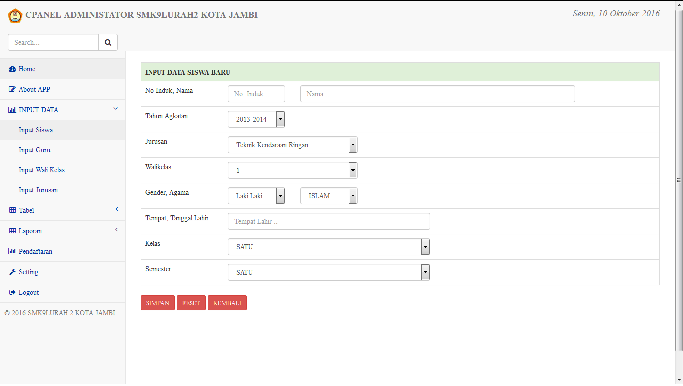 CPANEL ADMINISTATOR SMK9LURAH2 KOTA JAMBI
Senin, 10 Oktober 2016
Search...
Home
About APP
INPUT DATA
Input Siswa
Input Guru
Input Wali Kelas
Input Jurusan
Tabel
Laporan
Pendaftaran
Setting
Logout
© 2016 SMK9LURAH 2 KOTA JAMBI
INPUT DATA SISWA BARU
No Induk, Nama
No. Induk
Nama
Tahun Agkatan
2013-2014
Jurusan
Teknik Kendaraan Ringan
Walikelas
1
Gender, Agama
Laki Laki
ISLAM
Tempat, Tanggal Lahir
Tempat Lahir ..
Kelas
SATU
Semester
SATU
SIMPAN
RESET
KEMBALI